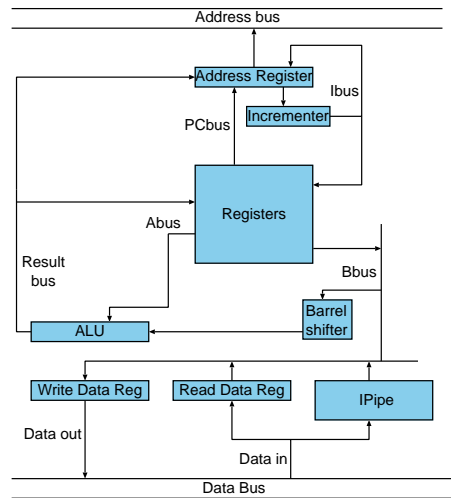 Address bus
Address Register
Ibus
Incrementer
PCbus
Registers
Abus
Bbus
Result
bus
Barrel
shifter
ALU
Write Data Reg
Read Data Reg
IPipe
Data out
Data in
Data Bus